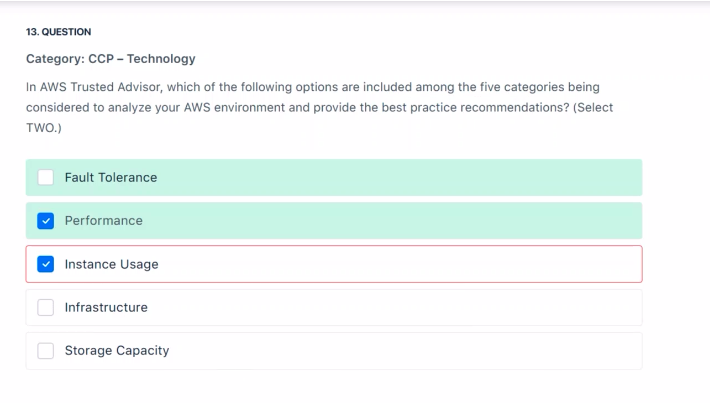 13. QUESTION
Category: CCP – Technology
In AWS Trusted Advisor, which of the following options are included among the five categories being
considered to analyze your AWS environment and provide the best practice recommendations? (Select
TWO.)
Fault Tolerance
Performance
Instance Usage
Infrastructure
Storage Capacity